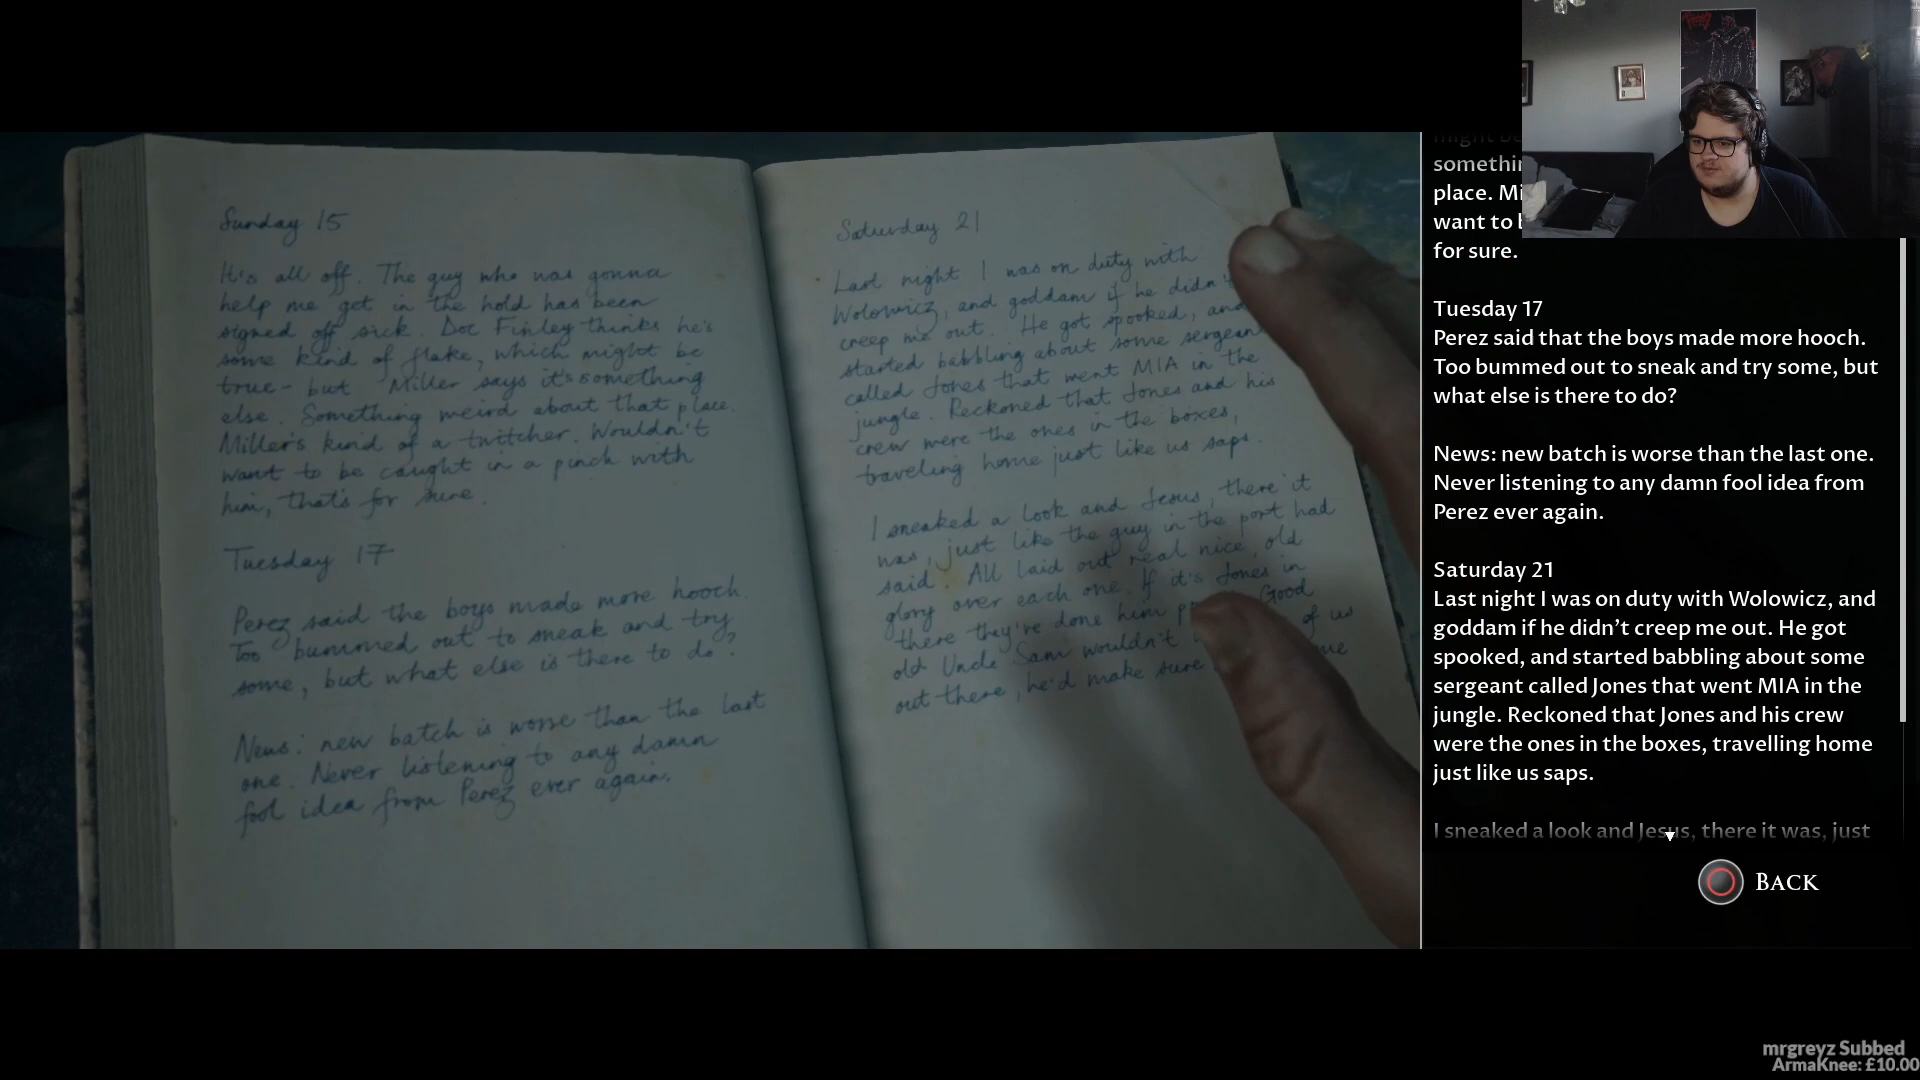 Sunday 15
It's all off. The guy who was gonna
help me get in the hold has been
signed off sick. Doc Finley thinks he's
some kind of flake, which might be
true - but Miller says it's something
else. Something weird about that place.
Miller's kind of a twitcher. Wouldn't
want to be caught in a pinch with
him, that's for sure.
Tuesday 17
Perez said the boys made more hooch.
Too bummed out to sneak and try
some, but what else is there to do?
News: new batch is worse than the last
one. Never listening to any damn
fool idea from Perez ever again.
Saturday 21
Last night I was on duty with
Wolowicz, and goddam if he didn't
creep me out. He got spooked, and
started babbling about some sergean
called Jones that went MIA in the
jungle. Reckoned that Jones and his
crew were the ones in the boxes,
traveling home just like us saps.
I sneaked a look and Jesus, there it
was, just like the guy in the port had
said. All laid out real nice, old
glory over each one. If it's Jones in
there they've done him Good
old Uncle Sam wouldn't of us
out there, he'd make sure
somethin
place. Mi
want to b
for sure.
Tuesday 17
Perez said that the boys made more hooch.
Too bummed out to sneak and try some, but
what else is there to do?
News: new batch is worse than the last one.
Never listening to any damn fool idea from
Perez ever again.
Saturday 21
Last night I was on duty with Wolowicz, and
goddam if he didn't creep me out. He got
spooked, and started babbling about some
sergeant called Jones that went MIA in the
jungle. Reckoned that Jones and his crew
were the ones in the boxes, travelling home
just like us saps.
I sneaked a look and Jesus, there it was, just
BACK
mrgreyz Subbed
ArmaKnee: £10.00